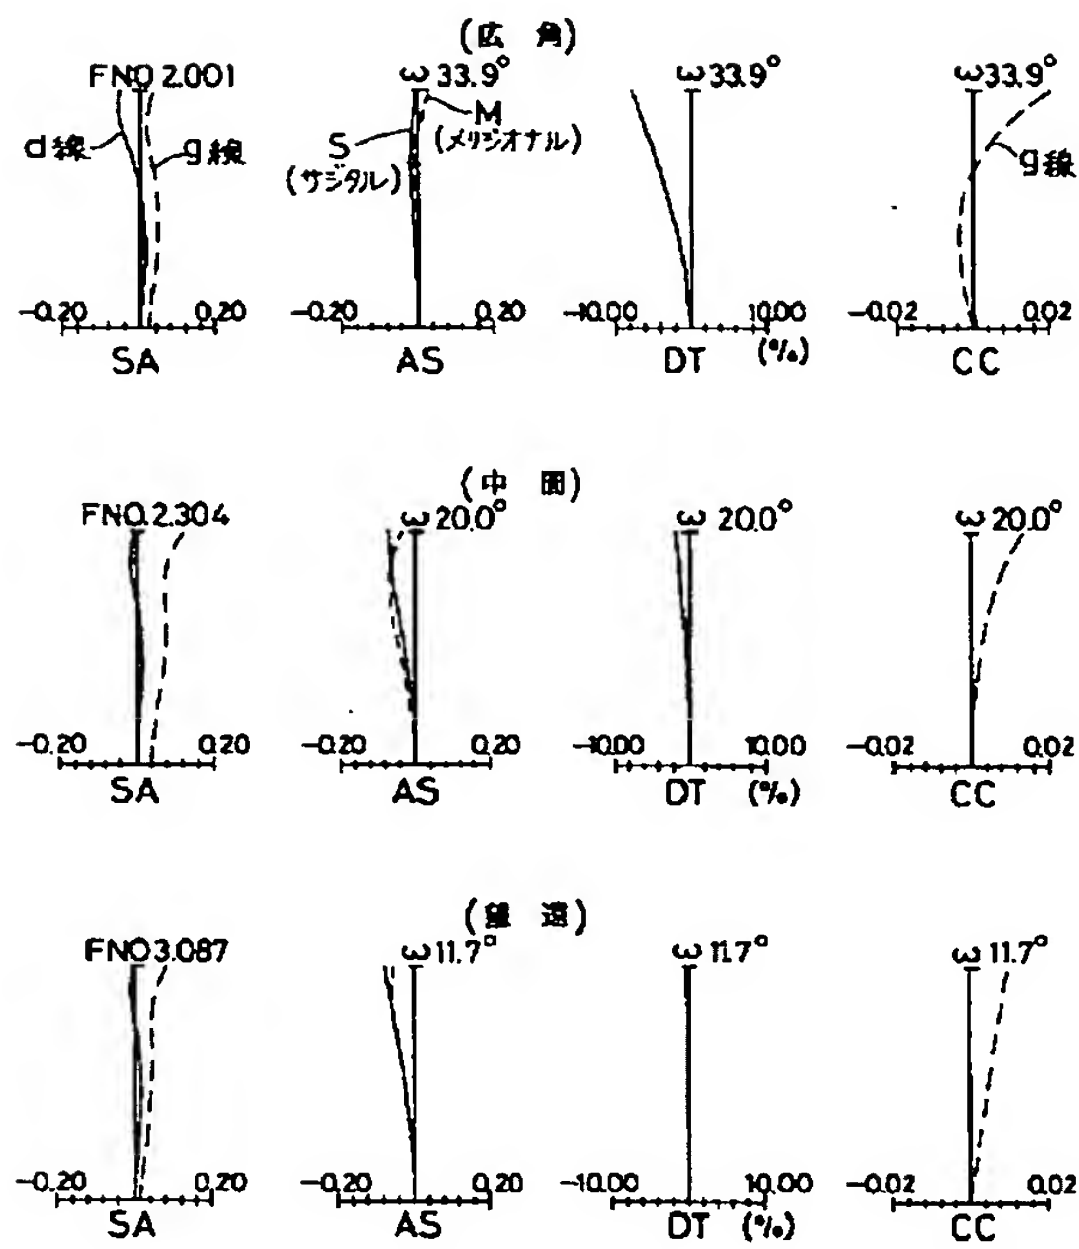 (広 角)
FNO 2.001
ω 33.9°
ω 33.9°
ω 33.9°
d線
g線
S
(サジタル)
M
(メリジオナル)
g線
-0.20 0.20
-0.20 0.20
-10.00 10.00
-0.02 0.02
SA
AS
DT (%)
CC
(中 間)
FNO. 2.304
ω 20.0°
ω 20.0°
ω 20.0°
-0.20 0.20
-0.20 0.20
-10.00 10.00
-0.02 0.02
SA
AS
DT (%)
CC
(望 遠)
FNO 3.087
ω 11.7°
ω 11.7°
ω 11.7°
-0.20 0.20
-0.20 0.20
-10.00 10.00
-0.02 0.02
SA
AS
DT (%)
CC